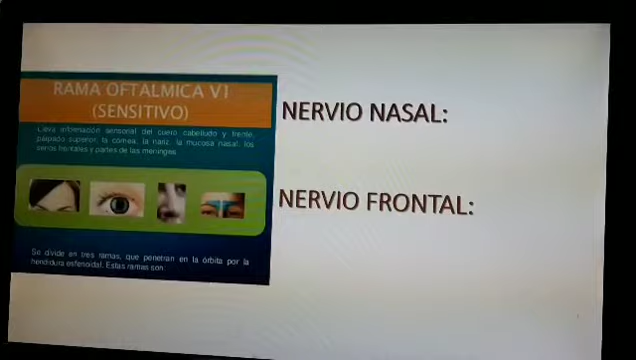 RAMA OFTÁLMICA V1
(SENSITIVO)
Lleva información sensorial del cuero cabelludo y frente,
párpado superior, la córnea, la nariz, la mucosa nasal, los
senos frontales y partes de las meninges
Se divide en tres ramas, que penetran en la órbita por la
hendidura esfenoidal. Estas ramas son:
NERVIO NASAL:
NERVIO FRONTAL: